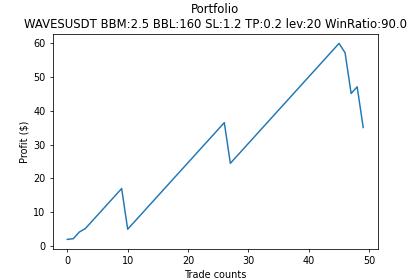 Portfolio
WAVESUSDT BBM:2.5 BBL:160 SL:1.2 TP:0.2 lev:20 WinRatio:90.0
60
50
40
30
20
10
0
Profit ($)
0 10 20 30 40 50
Trade counts